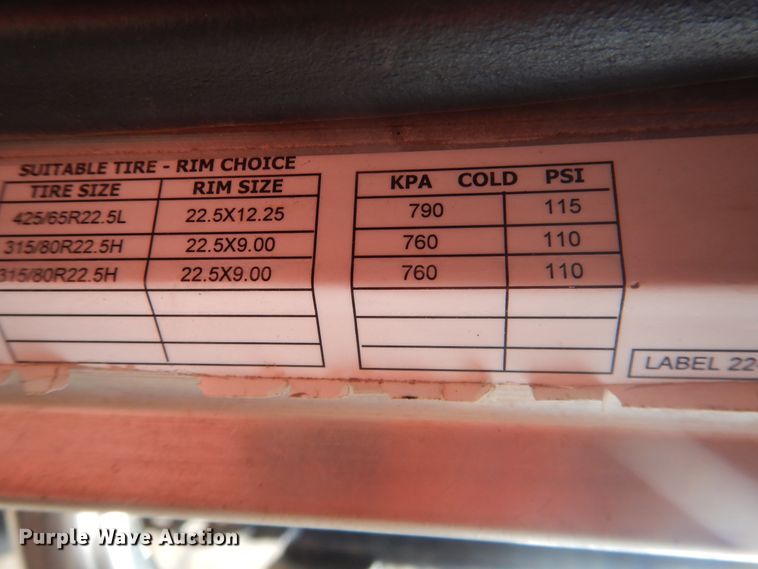 SUITABLE TIRE - RIM CHOICE
TIRE SIZE RIM SIZE KPA COLD PSI
425/65R22.5L 22.5X12.25 790 115
315/80R22.5H 22.5X9.00 760 110
315/80R22.5H 22.5X9.00 760 110
LABEL 22
Purple Wave Auction